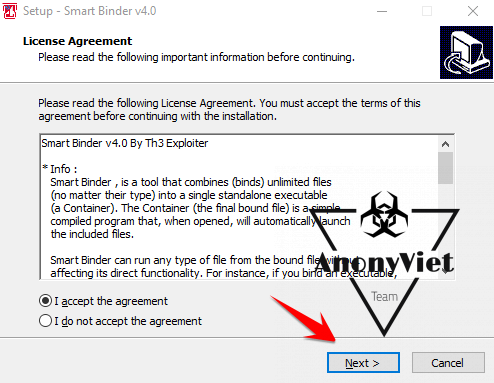 Setup - Smart Binder v4.0
License Agreement
Please read the following important information before continuing.
Please read the following License Agreement. You must accept the terms of this
agreement before continuing with the installation.
Smart Binder v4.0 By Th3 Exploiter
* Info :
Smart Binder , is a tool that combines (binds) unlimited files
(no matter their type) into a single standalone executable
(a Container). The Container (the final bound file) is a simple
compiled program that, when opened, will automatically launch
the included files.
Smart Binder can run any type of file from the bound file without
affecting its direct functionality. For instance, if you bind an executable,
AnonyViet
Team
I accept the agreement
I do not accept the agreement
Next >
Cancel